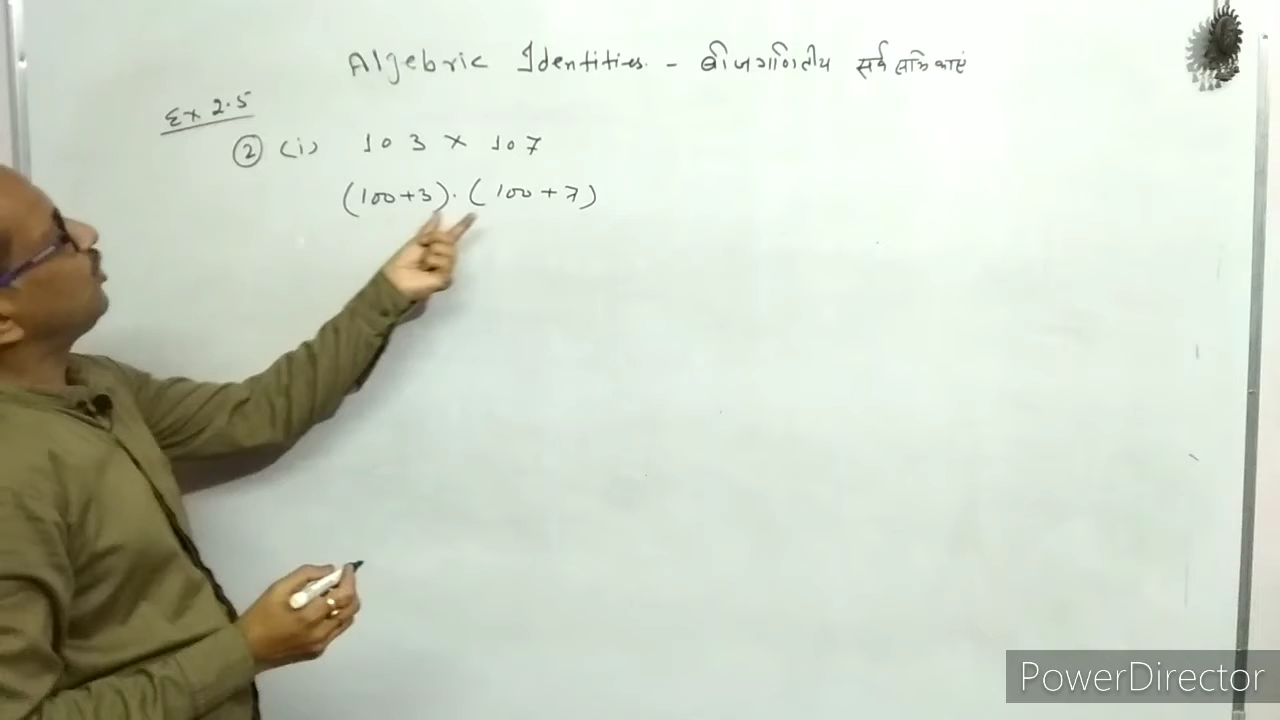 Algebric Identities - बीजगणितीय सर्वसमिकाएं
Ex 2.5
② (i) 103 × 107
(100+3).(100+7)
PowerDirector